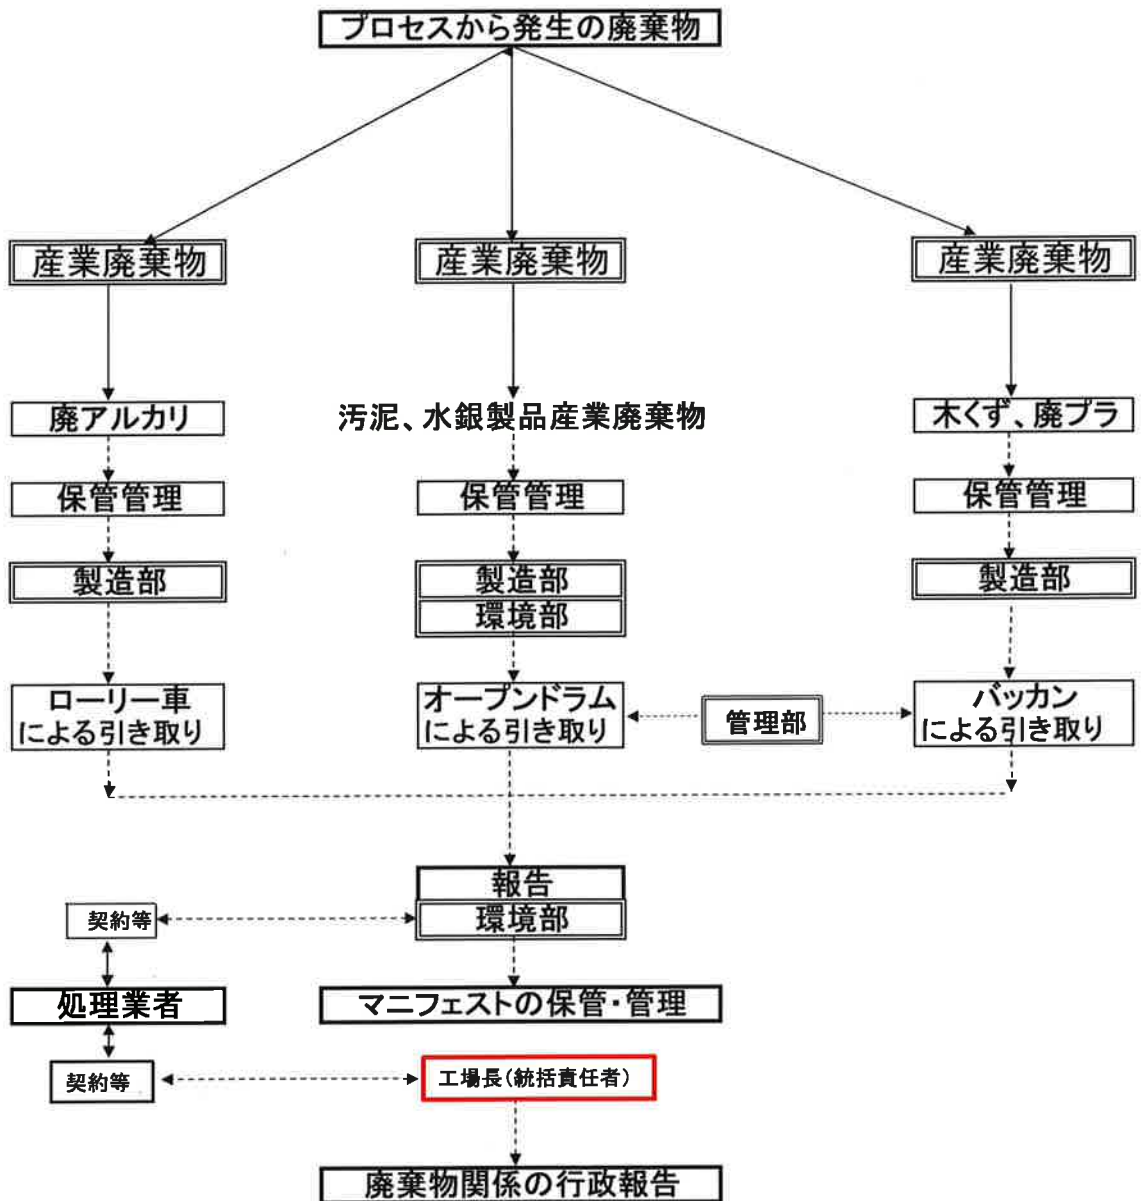 プロセスから発生の廃棄物
産業廃棄物
産業廃棄物
産業廃棄物
廃アルカリ
汚泥、水銀製品産業廃棄物
木くず、廃プラ
保管管理
保管管理
保管管理
製造部
製造部
製造部
環境部
ローリー車
による引き取り
オープンドラム
による引き取り
管理部
バッカン
による引き取り
報告
契約等
環境部
処理業者
マニフェストの保管・管理
契約等
工場長(統括責任者)
廃棄物関係の行政報告